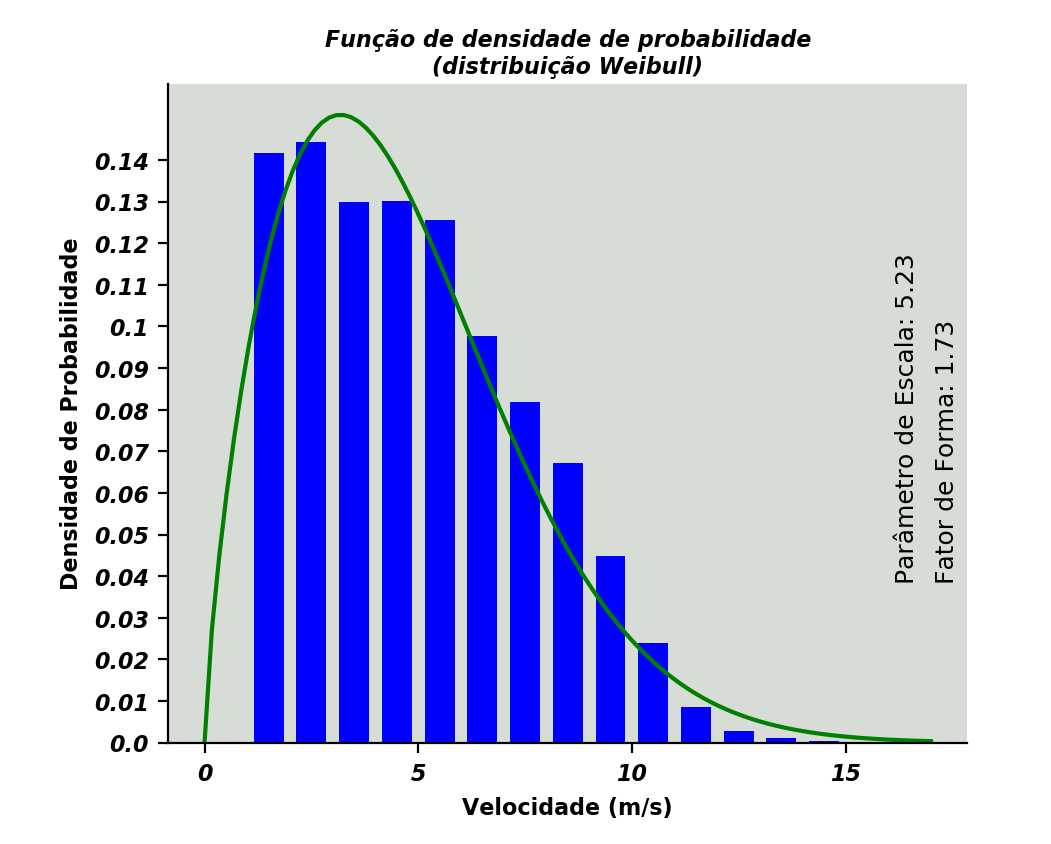 Função de densidade de probabilidade
(distribuição Weibull)
Densidade de Probabilidade
0.14
0.13
0.12
0.11
0.1
0.09
0.08
0.07
0.06
0.05
0.04
0.03
0.02
0.01
0.0
Parâmetro de Escala: 5.23
Fator de Forma: 1.73
0 5 10 15
Velocidade (m/s)